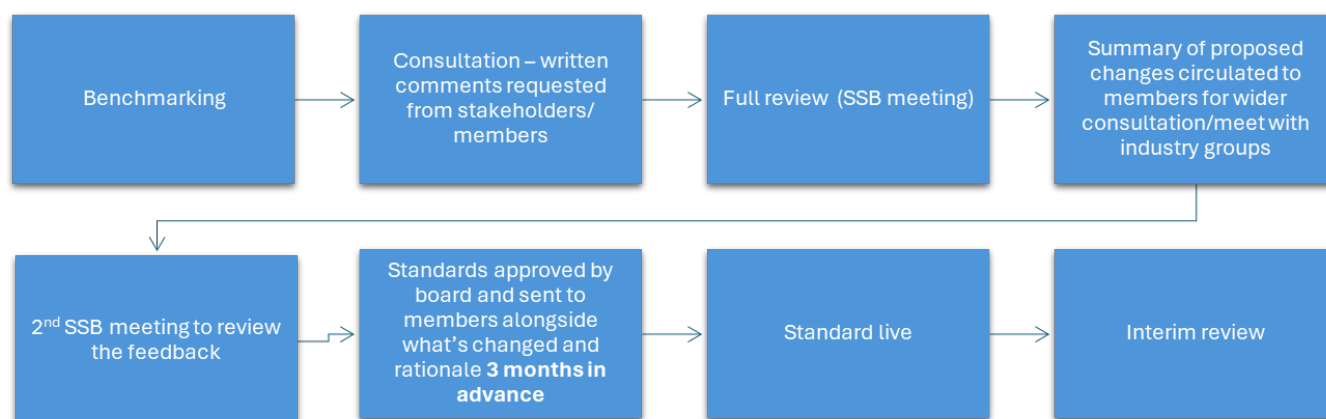 Benchmarking
Consultation – written
comments requested
from stakeholders/
members
Full review (SSB meeting)
Summary of proposed
changes circulated to
members for wider
consultation/meet with
industry groups
2nd SSB meeting to review
the feedback
Standards approved by
board and sent to
members alongside
what's changed and
rationale 3 months in
advance
Standard live
Interim review